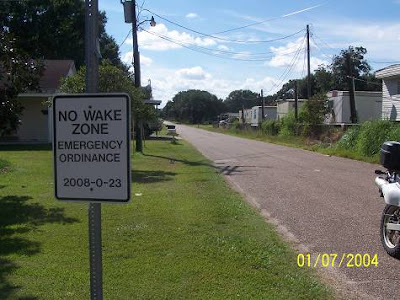 NO WAKE
ZONE
EMERGENCY
ORDINANCE
2008-0-23
01/07/2004